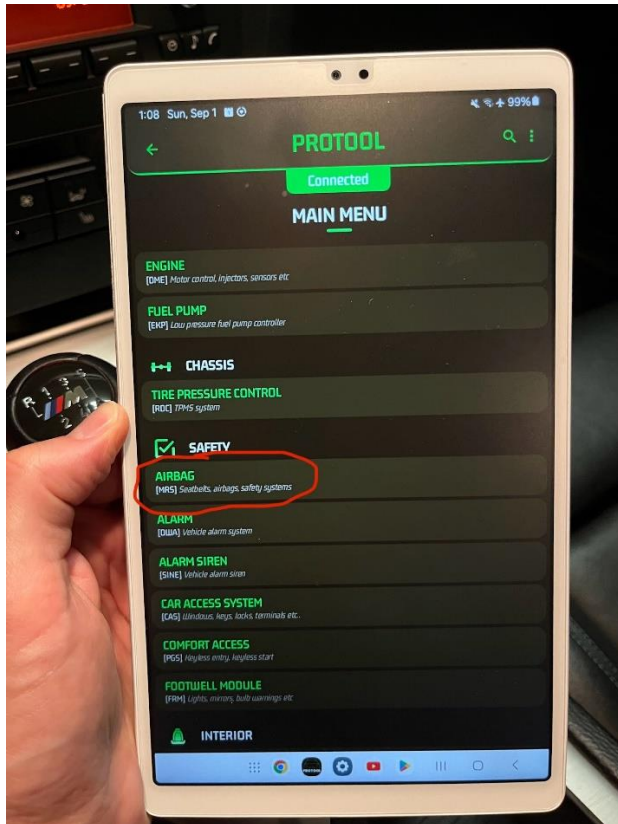 1:08 Sun, Sep 1
99%
PROTOOL
Connected
MAIN MENU
ENGINE
[DME] Motor control, injectors, sensors etc
FUEL PUMP
[EKP] Low pressure fuel pump controller
CHASSIS
TIRE PRESSURE CONTROL
[RDC] TPMS system
SAFETY
AIRBAG
[MRS] Seatbelts, airbags, safety systems
ALARM
[DWA] Vehicle alarm system
ALARM SIREN
[SINE] Vehicle alarm siren
CAR ACCESS SYSTEM
[CAS] Windows, keys, locks, terminals etc..
COMFORT ACCESS
[PGS] Keyless entry, keyless start
FOOTWELL MODULE
[FRM] Lights, mirrors, bulb warnings etc
INTERIOR
R 1 3 5
M
2